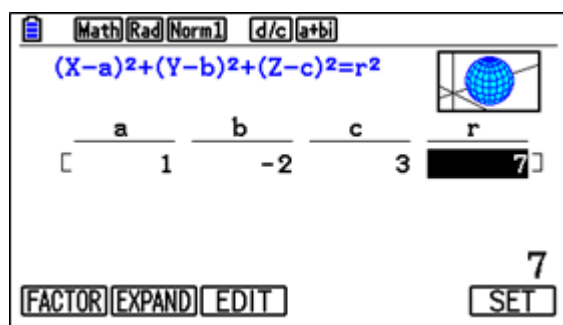 Math Rad Norm1 d/c a+bi
(X-a)²+(Y-b)²+(Z-c)²=r²
a b c r
[ 1 -2 3 7 ]
7
FACTOR EXPAND EDIT SET